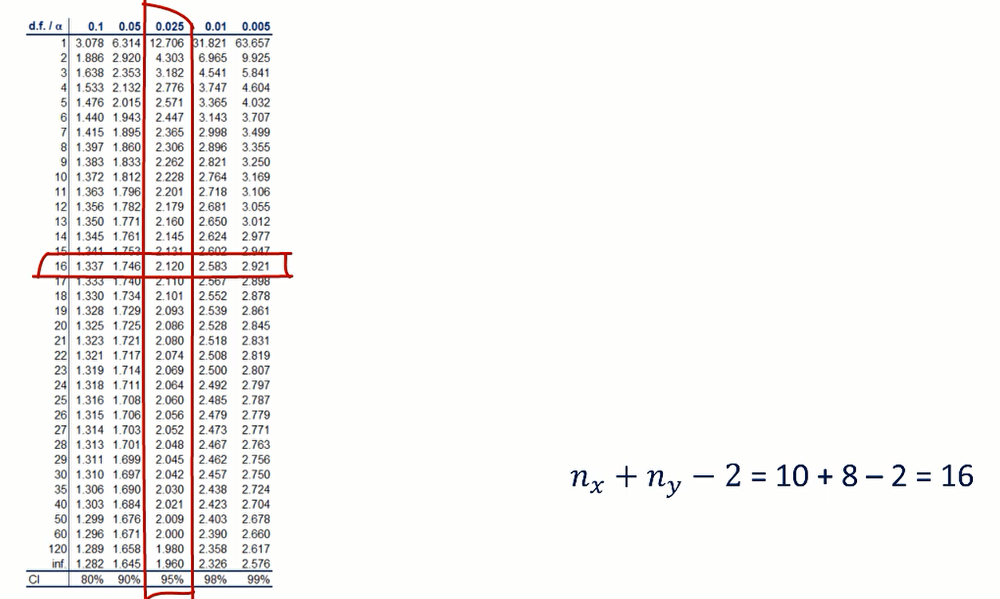 d.f. / α 0.1 0.05 0.025 0.01 0.005
1 3.078 6.314 12.706 31.821 63.657
2 1.886 2.920 4.303 6.965 9.925
3 1.638 2.353 3.182 4.541 5.841
4 1.533 2.132 2.776 3.747 4.604
5 1.476 2.015 2.571 3.365 4.032
6 1.440 1.943 2.447 3.143 3.707
7 1.415 1.895 2.365 2.998 3.499
8 1.397 1.860 2.306 2.896 3.355
9 1.383 1.833 2.262 2.821 3.250
10 1.372 1.812 2.228 2.764 3.169
11 1.363 1.796 2.201 2.718 3.106
12 1.356 1.782 2.179 2.681 3.055
13 1.350 1.771 2.160 2.650 3.012
14 1.345 1.761 2.145 2.624 2.977
15 1.341 1.753 2.131 2.602 2.947
16 1.337 1.746 2.120 2.583 2.921
17 1.333 1.740 2.110 2.567 2.898
18 1.330 1.734 2.101 2.552 2.878
19 1.328 1.729 2.093 2.539 2.861
20 1.325 1.725 2.086 2.528 2.845
21 1.323 1.721 2.080 2.518 2.831
22 1.321 1.717 2.074 2.508 2.819
23 1.319 1.714 2.069 2.500 2.807
24 1.318 1.711 2.064 2.492 2.797
25 1.316 1.708 2.060 2.485 2.787
26 1.315 1.706 2.056 2.479 2.779
27 1.314 1.703 2.052 2.473 2.771
28 1.313 1.701 2.048 2.467 2.763
29 1.311 1.699 2.045 2.462 2.756
30 1.310 1.697 2.042 2.457 2.750
35 1.306 1.690 2.030 2.438 2.724
40 1.303 1.684 2.021 2.423 2.704
50 1.299 1.676 2.009 2.403 2.678
60 1.296 1.671 2.000 2.390 2.660
120 1.289 1.658 1.980 2.358 2.617
inf. 1.282 1.645 1.960 2.326 2.576
CI 80% 90% 95% 98% 99%
nₓ + n_y − 2 = 10 + 8 – 2 = 16